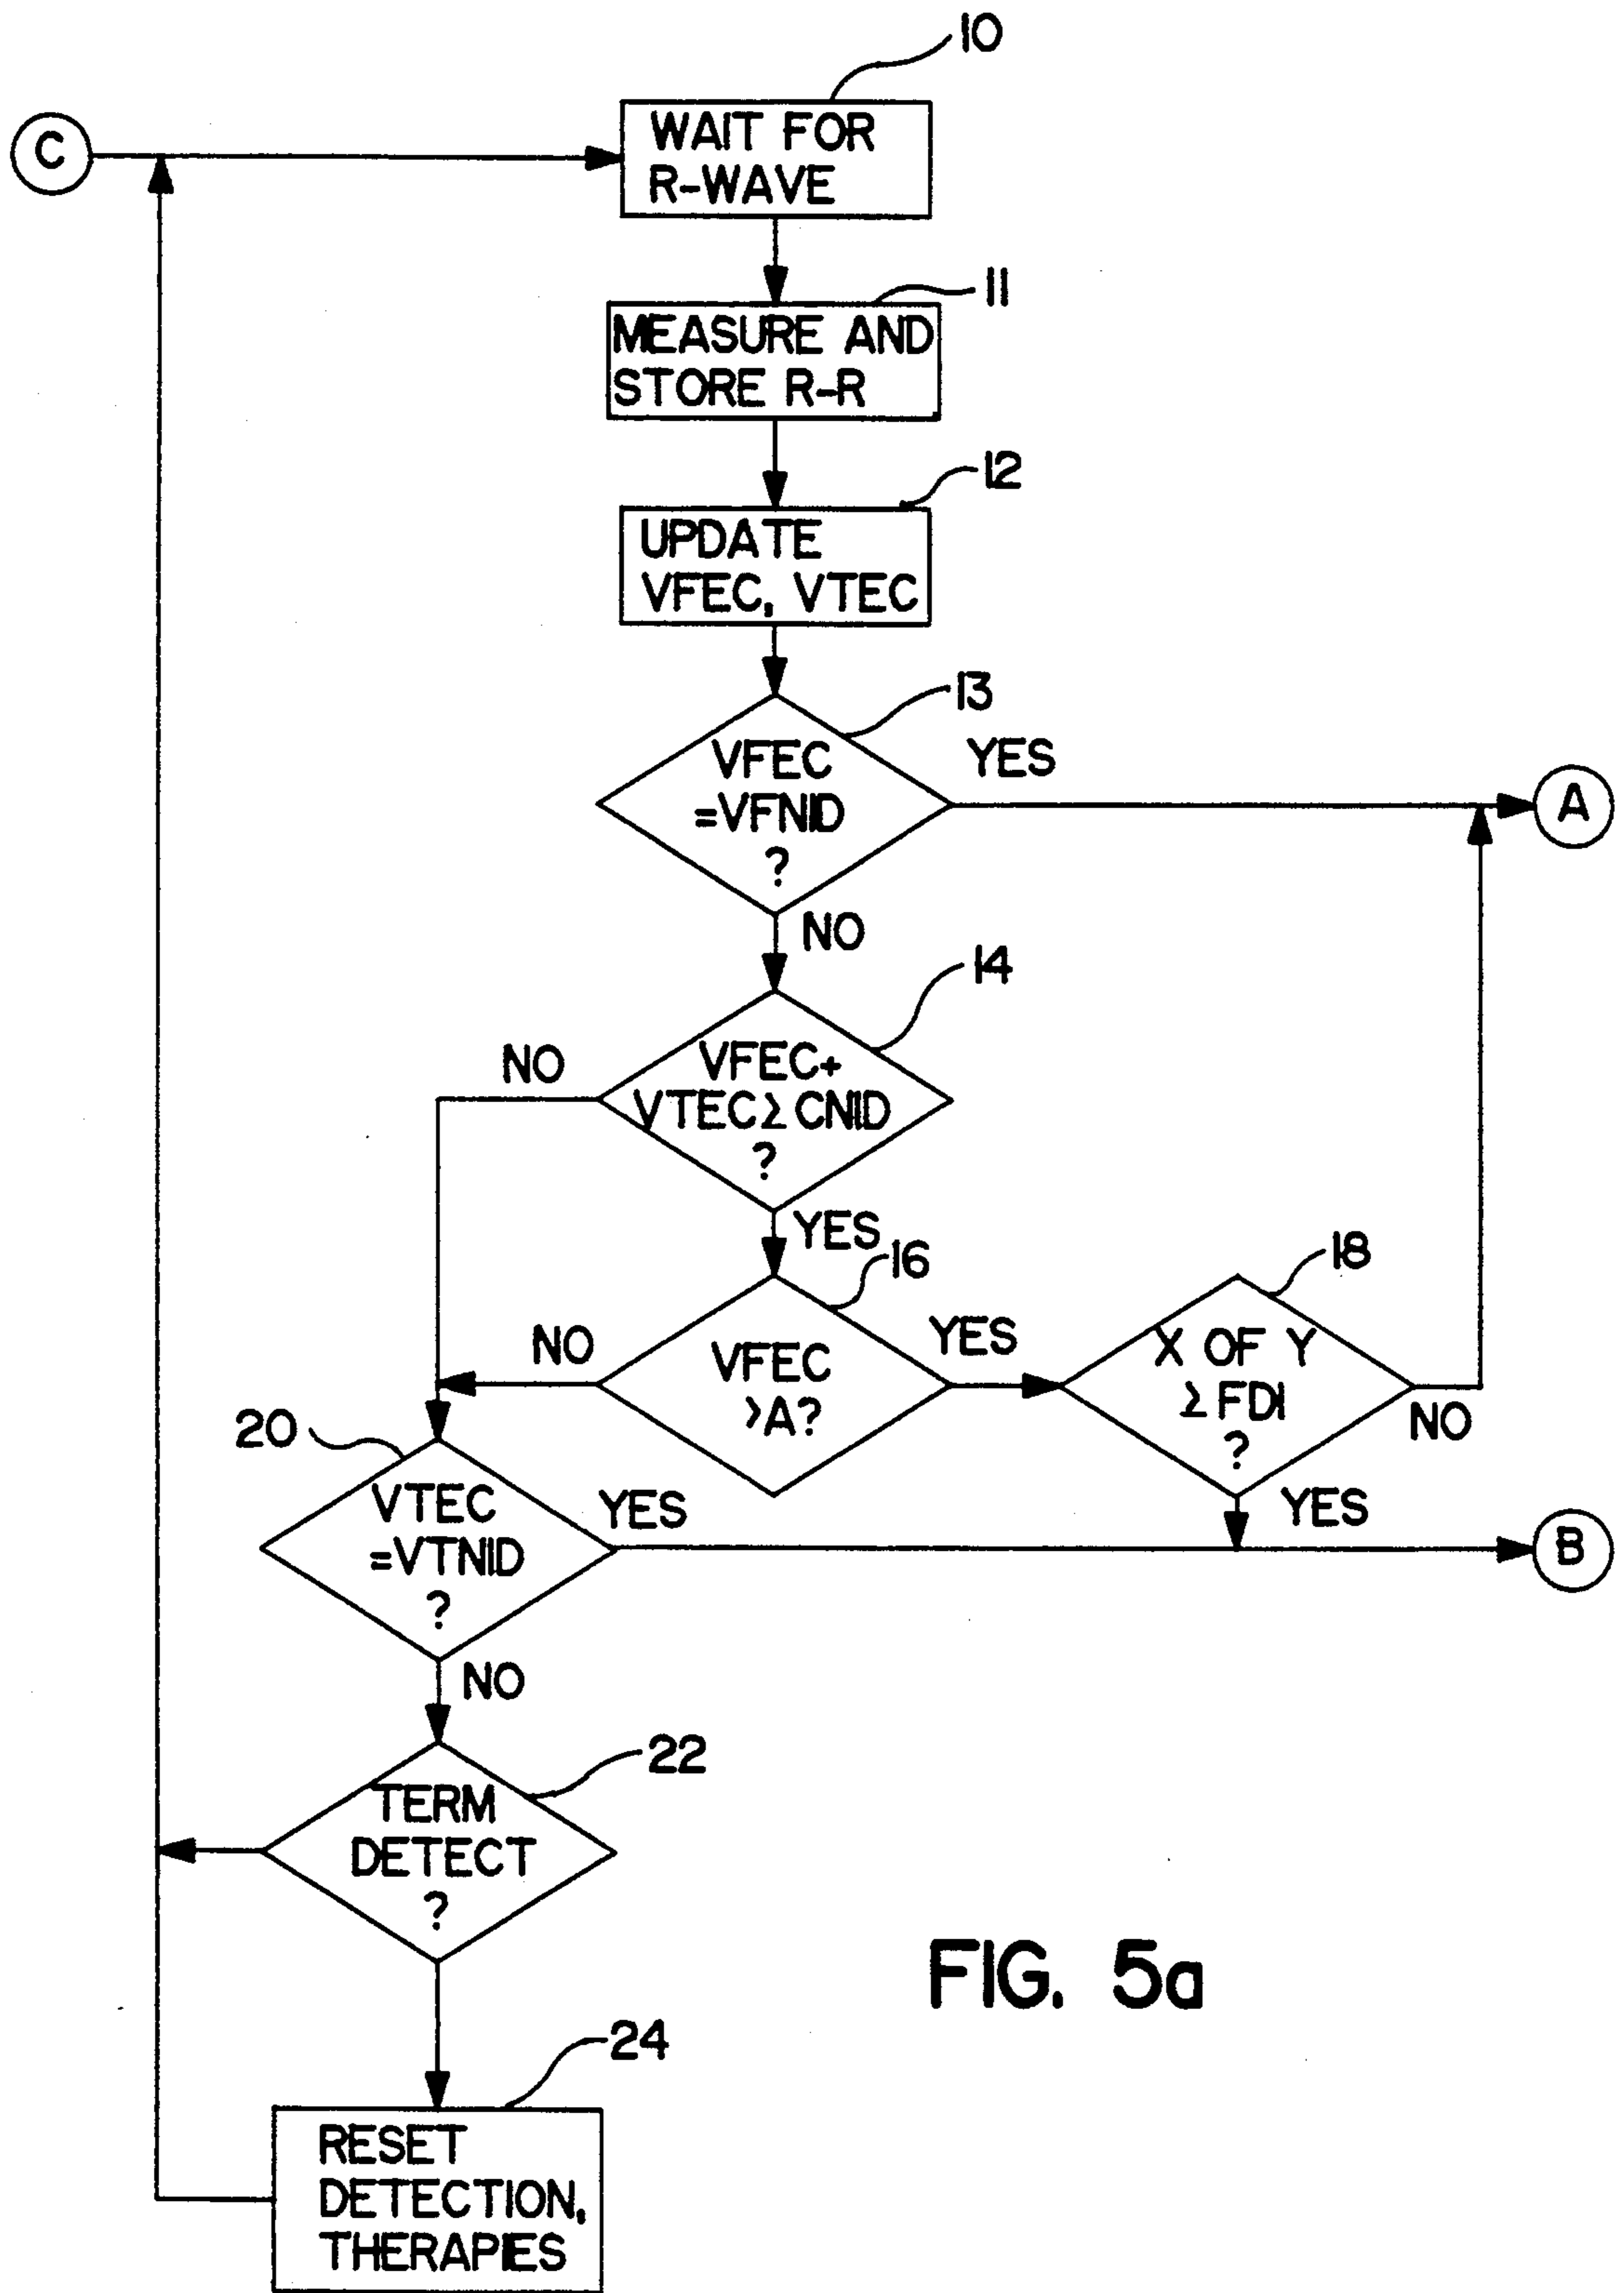 10
C
WAIT FOR
R-WAVE
11
MEASURE AND
STORE R-R
12
UPDATE
VFEC, VTEC
13
VFEC
=VFNID
?
YES
A
NO
14
VFEC+
VTEC≥CNID
?
NO
YES
16
18
VFEC
>A?
NO
YES
X OF Y
≥FDI
?
NO
YES
20
VTEC
=VTNID
?
YES
B
NO
22
TERM
DETECT
?
24
RESET
DETECTION,
THERAPIES
FIG. 5a